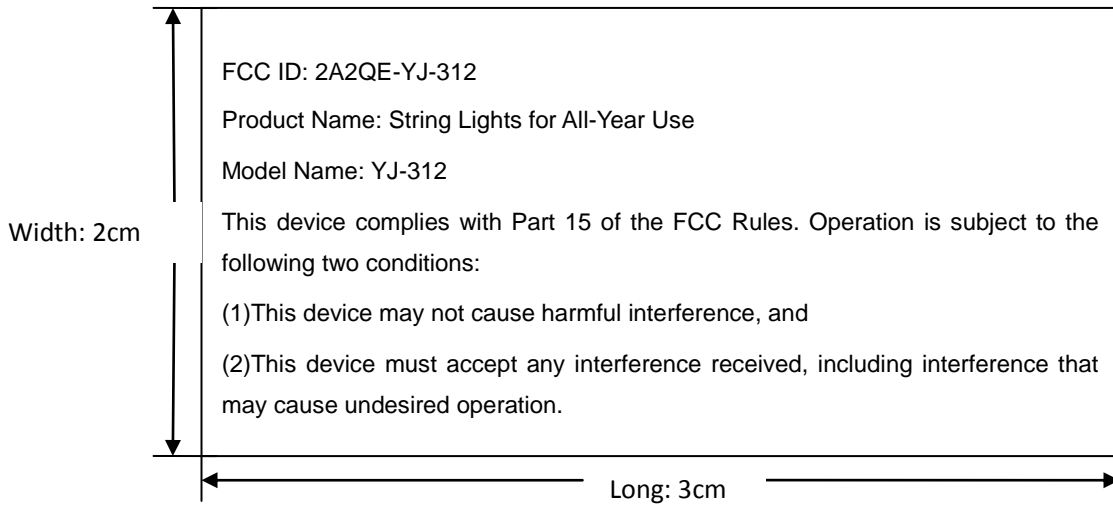 FCC ID: 2A2QE-YJ-312
Product Name: String Lights for All-Year Use
Model Name: YJ-312
Width: 2cm
This device complies with Part 15 of the FCC Rules. Operation is subject to the
following two conditions:
(1)This device may not cause harmful interference, and
(2)This device must accept any interference received, including interference that
may cause undesired operation.
Long: 3cm